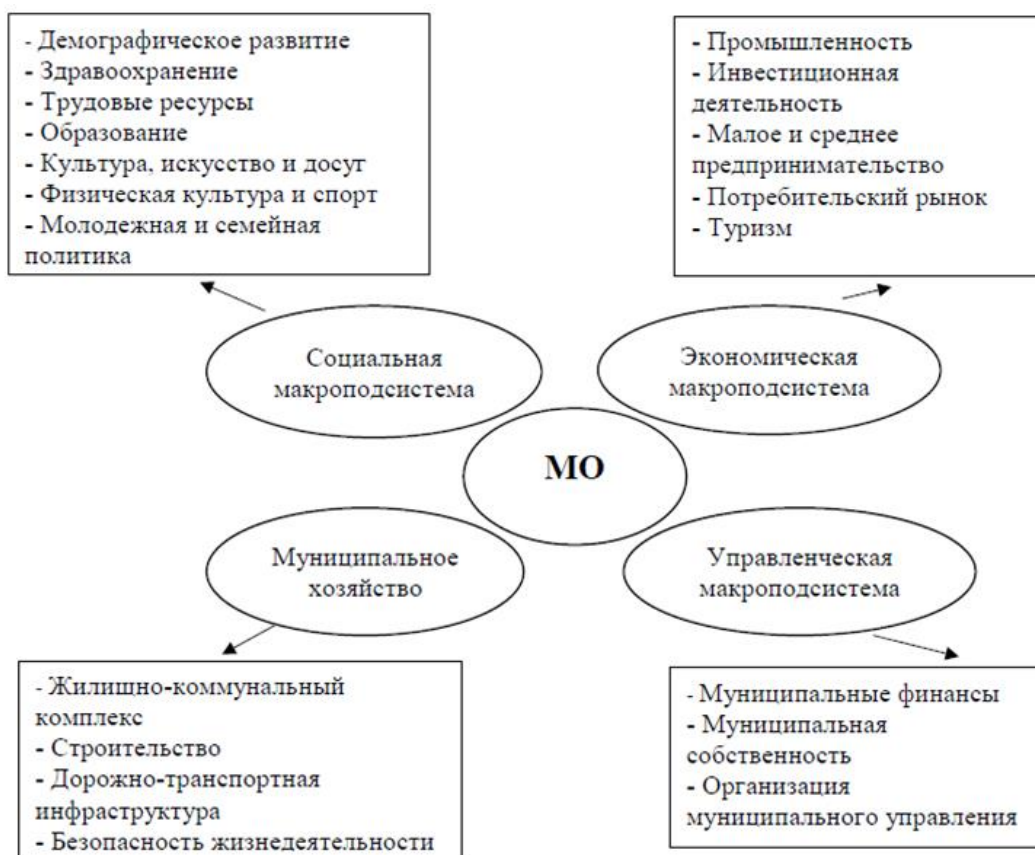 - Демографическое развитие
- Здравоохранение
- Трудовые ресурсы
- Образование
- Культура, искусство и досуг
- Физическая культура и спорт
- Молодежная и семейная
политика
- Промышленность
- Инвестиционная
деятельность
- Малое и среднее
предпринимательство
- Потребительский рынок
- Туризм
Социальная
макроподсистема
Экономическая
макроподсистема
МО
Муниципальное
хозяйство
Управленческая
макроподсистема
- Жилищно-коммунальный
комплекс
- Строительство
- Дорожно-транспортная
инфраструктура
- Безопасность жизнедеятельности
- Муниципальные финансы
- Муниципальная
собственность
- Организация
муниципального управления